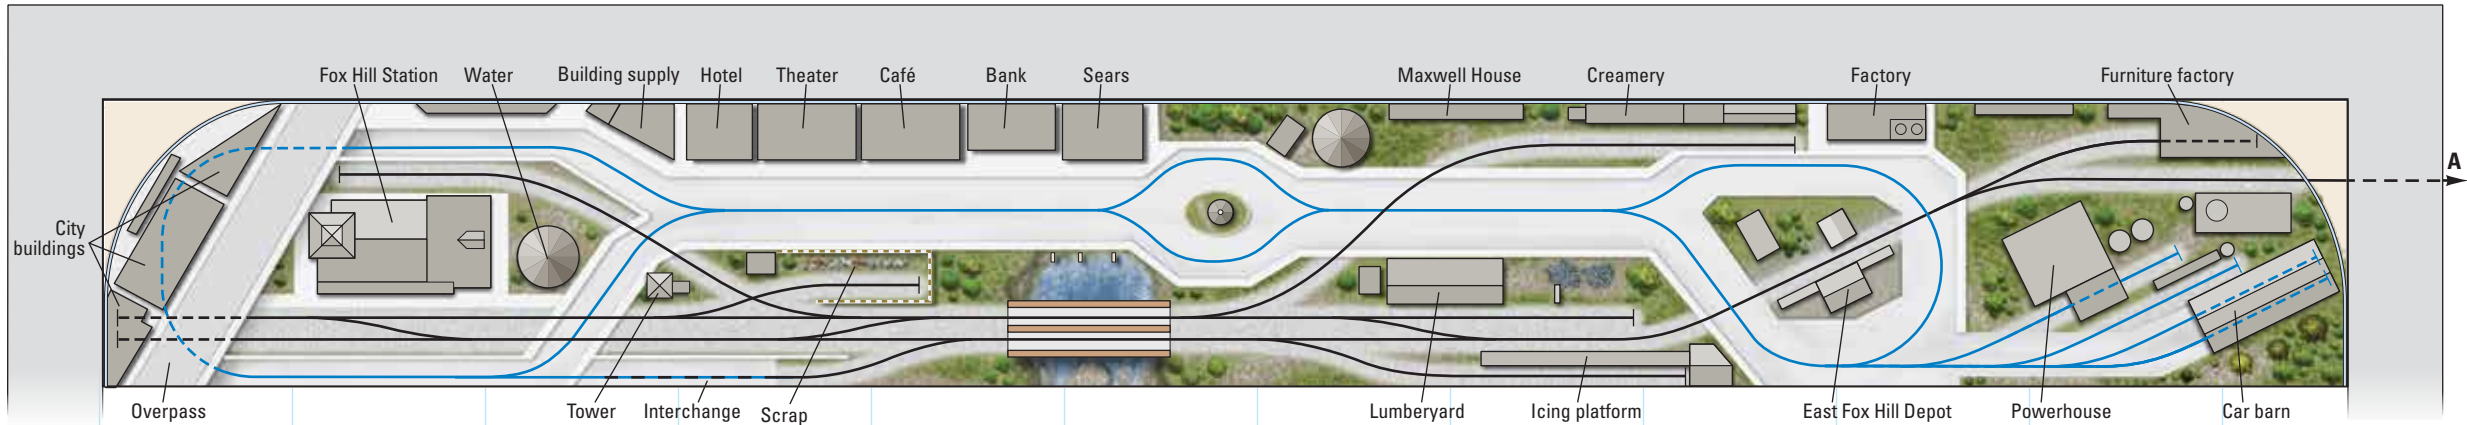 Fox Hill Station
Water
Building supply
Hotel
Theater
Café
Bank
Sears
Maxwell House
Creamery
Factory
Furniture factory
A
City
buildings
Overpass
Tower
Interchange
Scrap
Lumberyard
Icing platform
East Fox Hill Depot
Powerhouse
Car barn